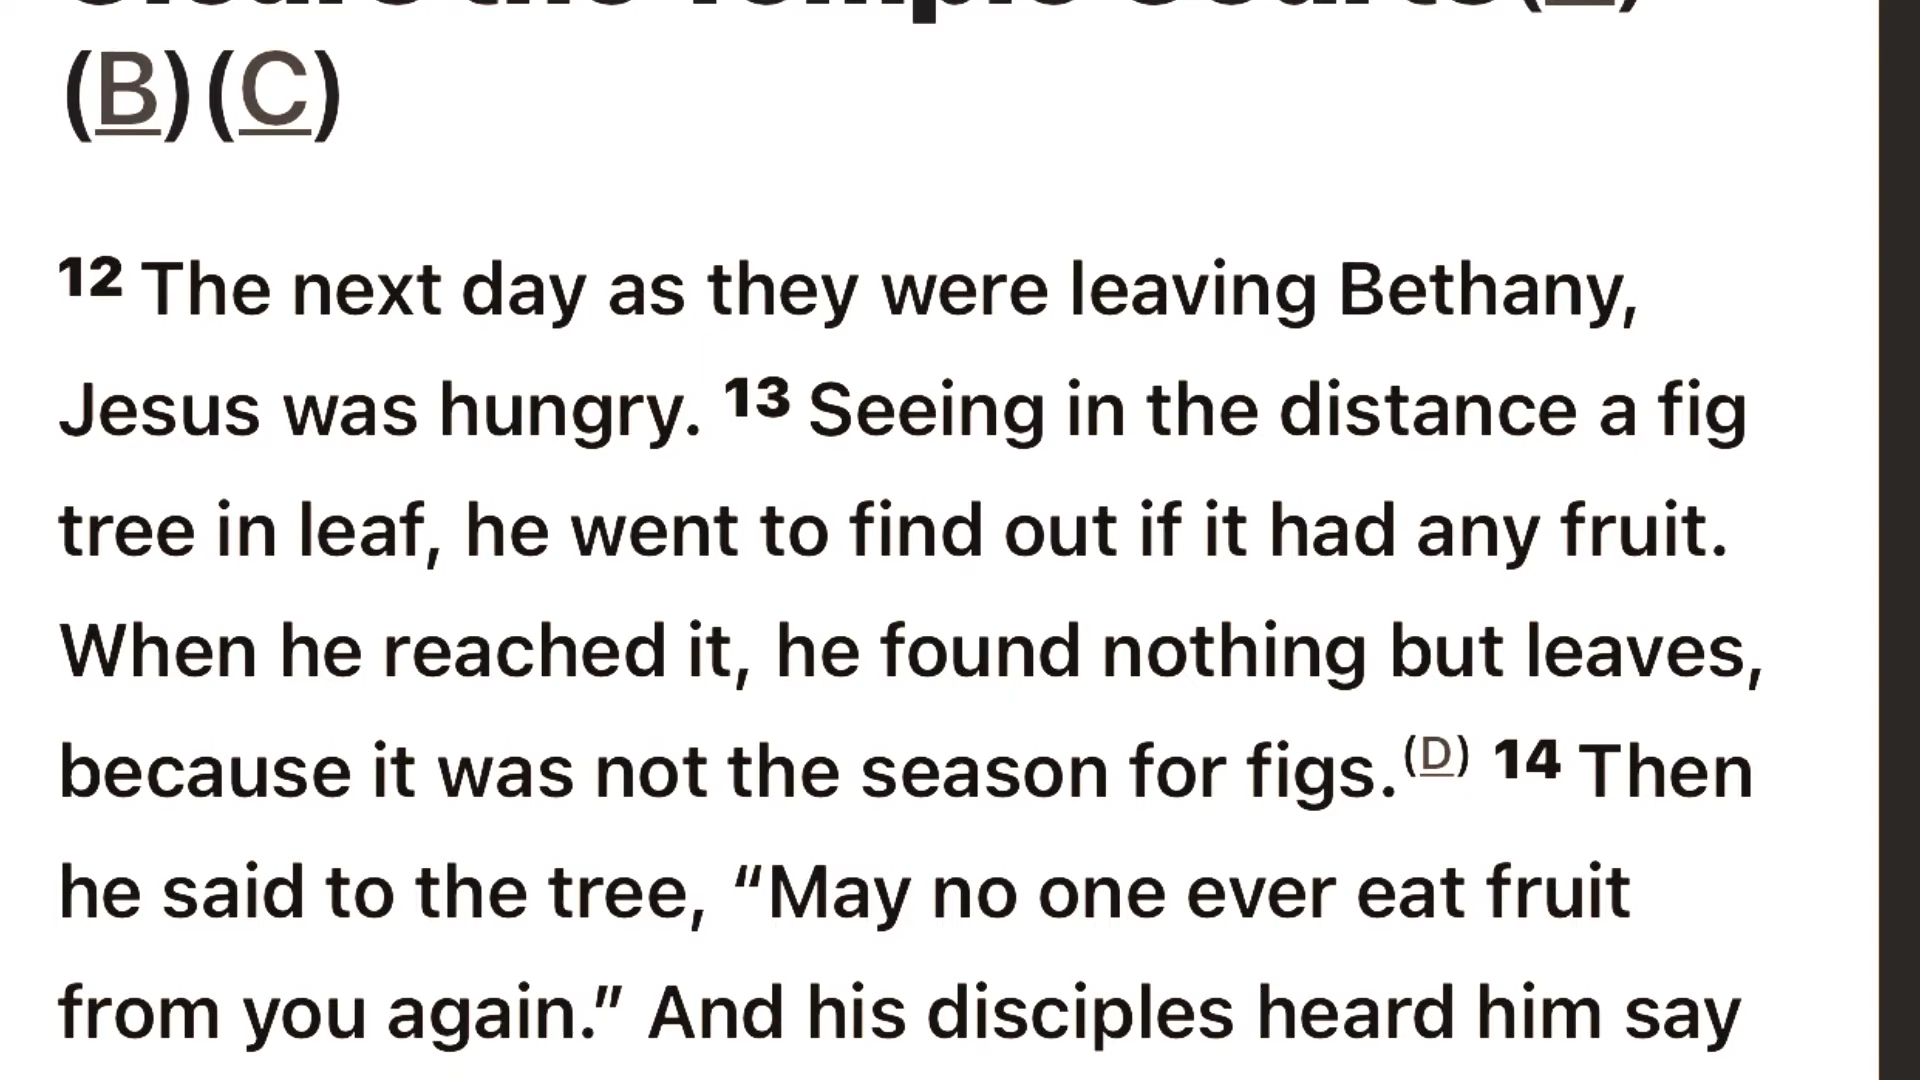 (B)(C)
12 The next day as they were leaving Bethany,
Jesus was hungry. 13 Seeing in the distance a fig
tree in leaf, he went to find out if it had any fruit.
When he reached it, he found nothing but leaves,
because it was not the season for figs.(D) 14 Then
he said to the tree, “May no one ever eat fruit
from you again.” And his disciples heard him say